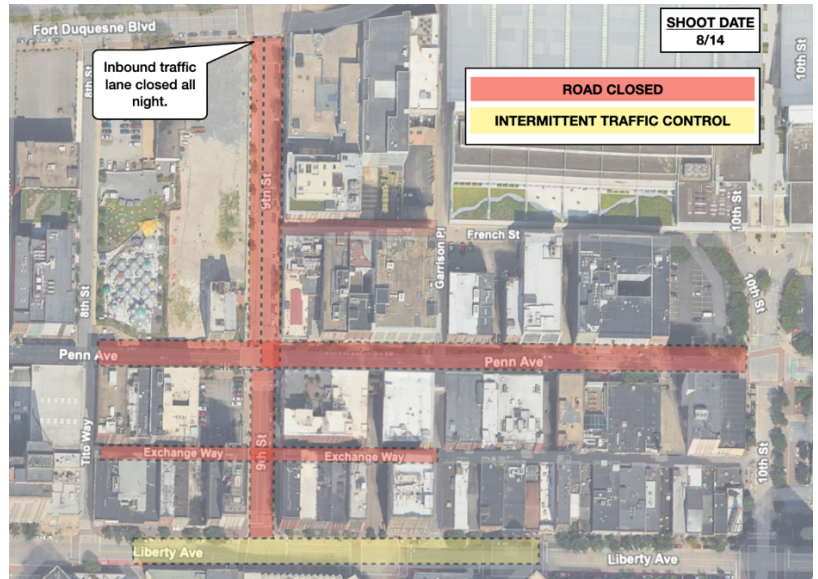 Fort Duquesne Blvd
SHOOT DATE
8/14
Inbound traffic
lane closed all
night.
8th St
10th St
ROAD CLOSED
INTERMITTENT TRAFFIC CONTROL
9th St
10th St
French St
Garrison Pl
8th St
10th St
Penn Ave
Penn Ave
Tito Way
Exchange Way
9th St
Exchange Way
10th St
Liberty Ave
Liberty Ave